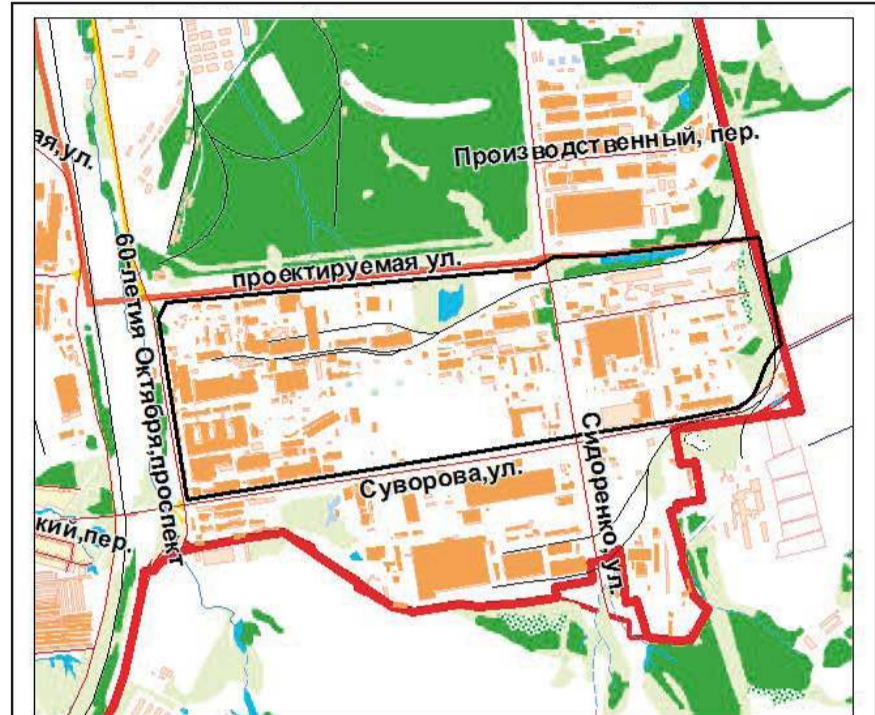 Производственный, пер.
ая,ул.
проектируемая ул.
60-летия Октября,проспект
Суворова,ул.
Сидоренко, ул.
кий,пер.